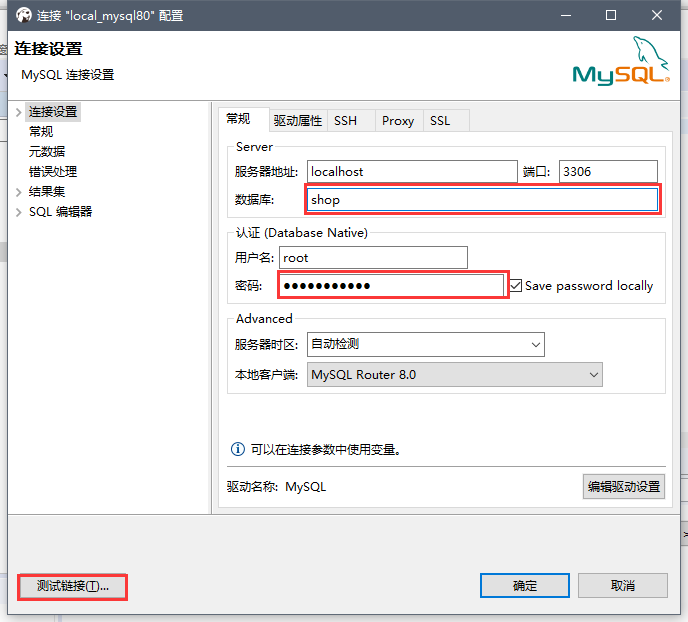 连接 "local_mysql80" 配置
连接设置
MySQL 连接设置
MySQL®
连接设置
常规
元数据
错误处理
结果集
SQL 编辑器
常规 驱动属性 SSH Proxy SSL
Server
服务器地址: localhost 端口: 3306
数据库: shop
认证 (Database Native)
用户名: root
密码: ●●●●●●●●●●● Save password locally
Advanced
服务器时区: 自动检测
本地客户端: MySQL Router 8.0
可以在连接参数中使用变量。
驱动名称: MySQL 编辑驱动设置
测试链接(T)... 确定 取消